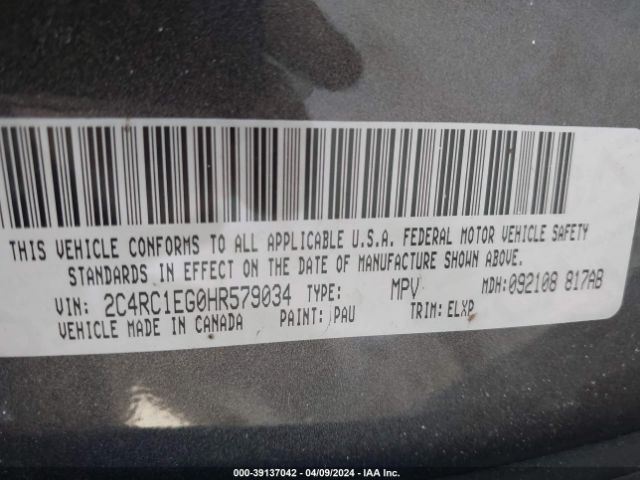 THIS VEHICLE CONFORMS TO ALL APPLICABLE U.S.A. FEDERAL MOTOR VEHICLE SAFETY
STANDARDS IN EFFECT ON THE DATE OF MANUFACTURE SHOWN ABOVE.
VIN: 2C4RC1EG0HR579034 TYPE: MPV MDH:092108 817AB
VEHICLE MADE IN CANADA PAINT: PAU TRIM: ELXP
000-39137042 / 04/09/2024 / IAA Inc.